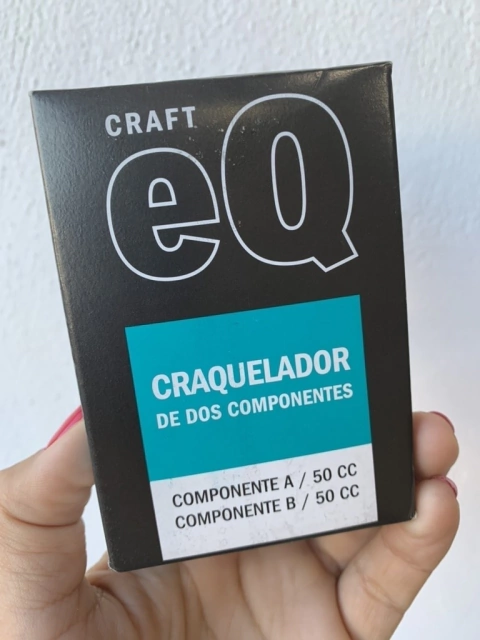 CRAFT
eQ
CRAQUELADOR
DE DOS COMPONENTES
COMPONENTE A / 50 CC
COMPONENTE B / 50 CC